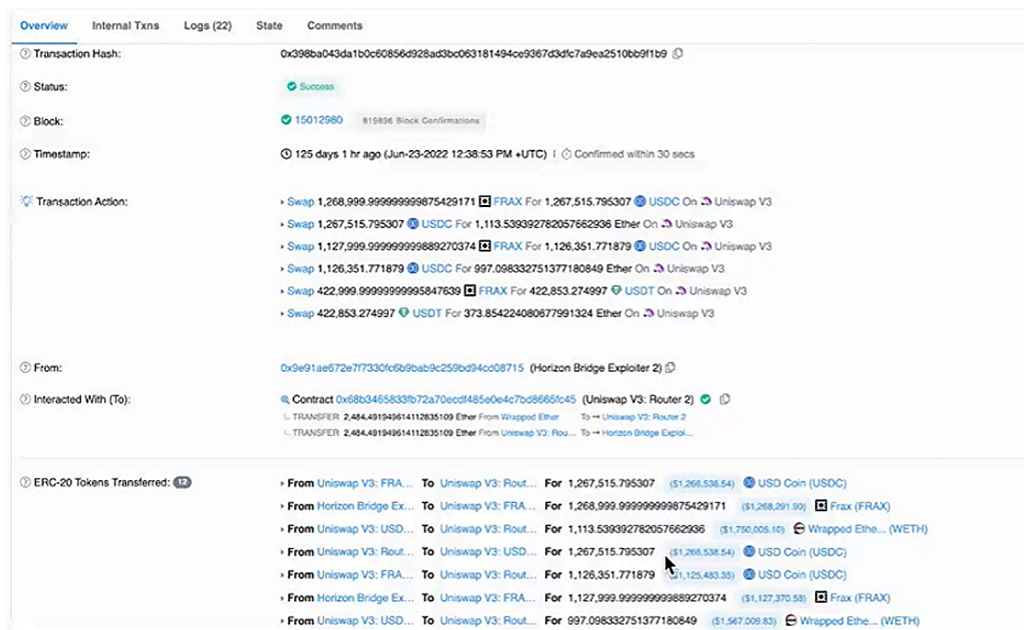 Overview Internal Txns Logs (22) State Comments
Transaction Hash: 0x398ba043da1b0c60856d928ad3bc063181494ce9367d3dfc7a9ea2510bb9f1b9
Status: Success
Block: 15012980 819836 Block Confirmations
Timestamp: 125 days 1 hr ago (Jun-23-2022 12:38:53 PM +UTC) | Confirmed within 30 secs
Transaction Action: Swap 1,268,999.999999999875429171 FRAX For 1,267,515.795307 USDC On Uniswap V3
Swap 1,267,515.795307 USDC For 1,113.539392782057662936 Ether On Uniswap V3
Swap 1,127,999.999999999889270374 FRAX For 1,126,351.771879 USDC On Uniswap V3
Swap 1,126,351.771879 USDC For 997.098332751377180849 Ether On Uniswap V3
Swap 422,999.99999999995847639 FRAX For 422,853.274997 USDT On Uniswap V3
Swap 422,853.274997 USDT For 373.854224080677991324 Ether On Uniswap V3
From: 0x9e91ae672e7f7330fc6b9bab9c259bd94cd08715 (Horizon Bridge Exploiter 2)
Interacted With (To): Contract 0x68b3465833fb72a70ecdf485e0e4c7bd8665fc45 (Uniswap V3: Router 2)
TRANSFER 2,484.491949614112835109 Ether From Wrapped Ether To → Uniswap V3: Router 2
TRANSFER 2,484.491949614112835109 Ether From Uniswap V3: Rou... To → Horizon Bridge Exploi...
ERC-20 Tokens Transferred: 12 From Uniswap V3: FRA... To Uniswap V3: Rout... For 1,267,515.795307 ($1,266,538.54) USD Coin (USDC)
From Horizon Bridge Ex... To Uniswap V3: FRA... For 1,268,999.999999999875429171 ($1,268,291.90) Frax (FRAX)
From Uniswap V3: USD... To Uniswap V3: Rout... For 1,113.539392782057662936 ($1,750,005.10) Wrapped Ethe... (WETH)
From Uniswap V3: Rout... To Uniswap V3: USD... For 1,267,515.795307 ($1,266,538.54) USD Coin (USDC)
From Uniswap V3: FRA... To Uniswap V3: Rout... For 1,126,351.771879 ($1,125,483.35) USD Coin (USDC)
From Horizon Bridge Ex... To Uniswap V3: FRA... For 1,127,999.999999999889270374 ($1,127,370.58) Frax (FRAX)
From Uniswap V3: USD... To Uniswap V3: Rout... For 997.098332751377180849 ($1,567,009.83) Wrapped Ethe... (WETH)